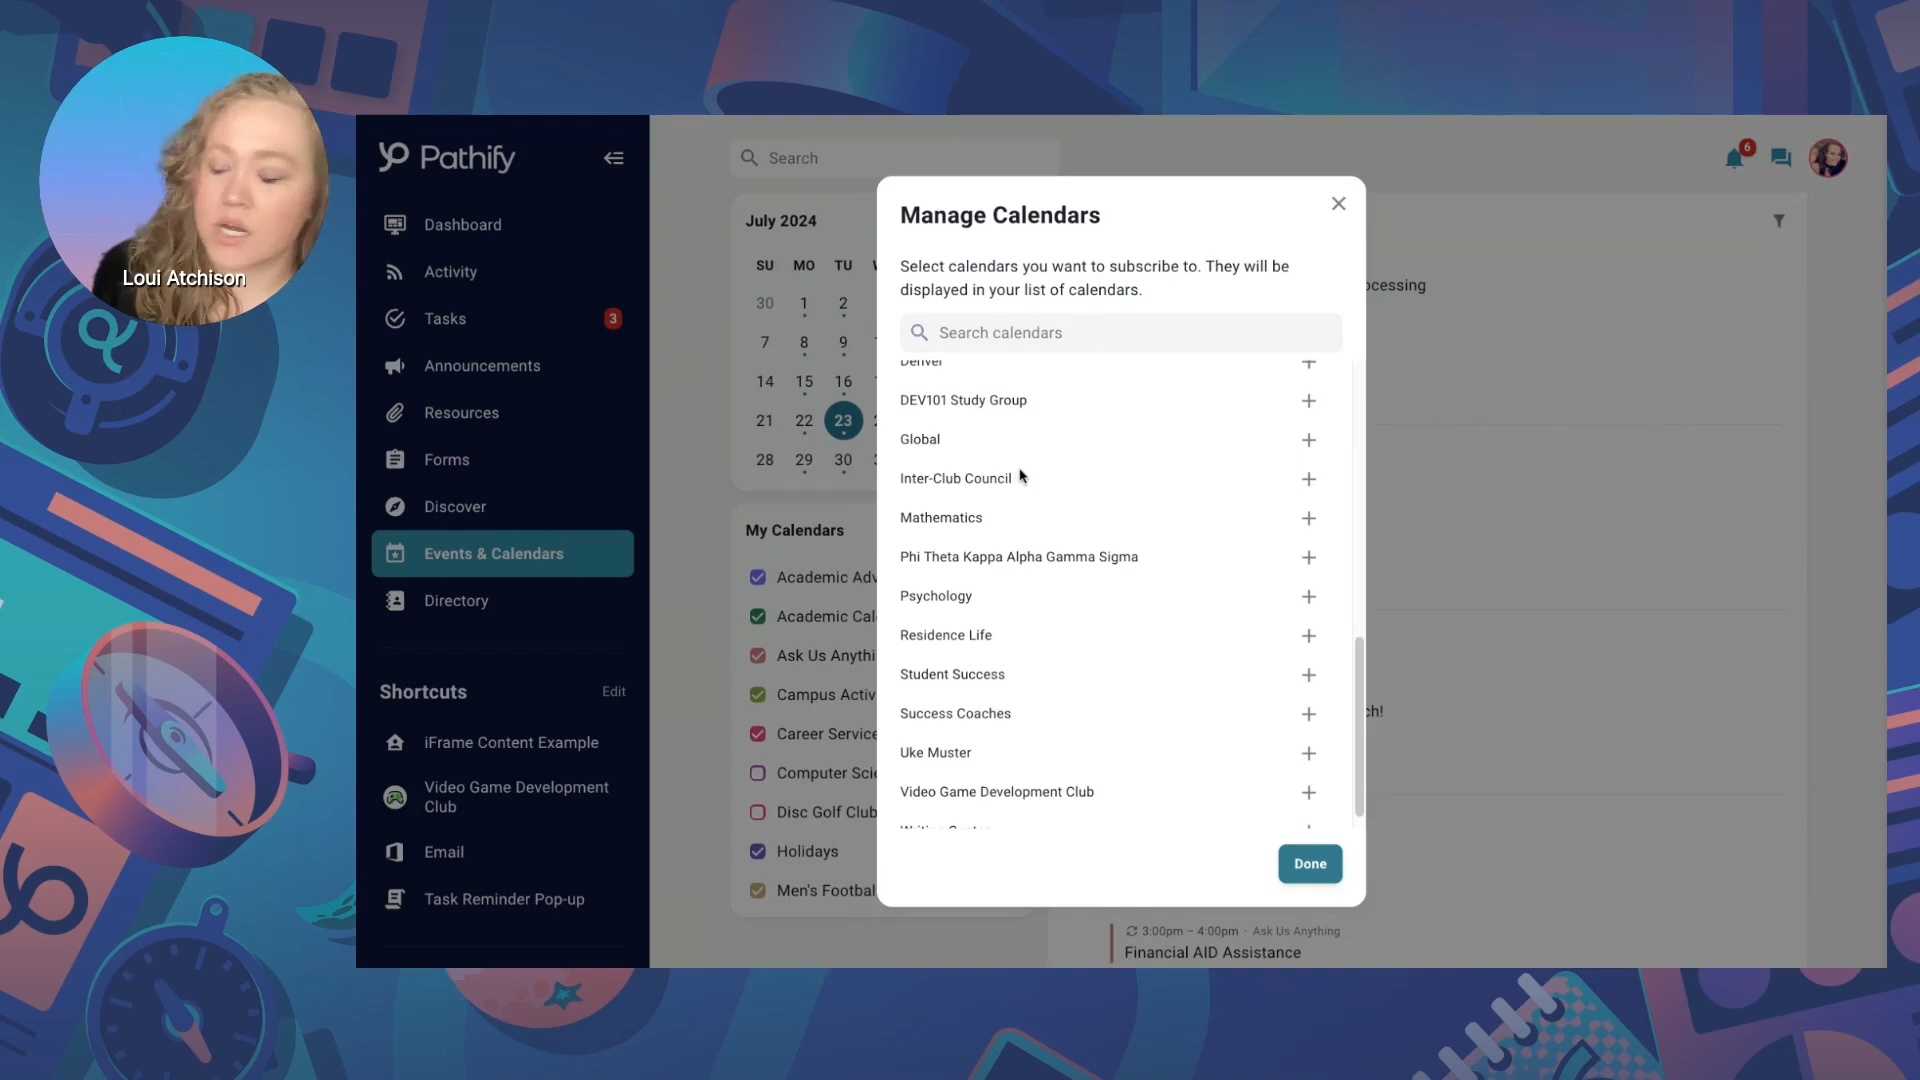 Loui Atchison
Pathify
Dashboard
Activity
Tasks
3
Announcements
Resources
Forms
Discover
Events & Calendars
Directory
Shortcuts
Edit
iFrame Content Example
Video Game Development
Club
Email
Task Reminder Pop-up
Search
6
July 2024
SU MO TU
30 1 2
7 8 9
14 15 16
21 22 23
28 29 30
My Calendars
Academic Adv
Academic Cal
Ask Us Anythi
Campus Activ
Career Service
Computer Scie
Disc Golf Club
Holidays
Men's Footbal
Manage Calendars
Select calendars you want to subscribe to. They will be
displayed in your list of calendars.
Search calendars
Denver
DEV101 Study Group
Global
Inter-Club Council
Mathematics
Phi Theta Kappa Alpha Gamma Sigma
Psychology
Residence Life
Student Success
Success Coaches
Uke Muster
Video Game Development Club
Done
ocessing
ch!
3:00pm – 4:00pm · Ask Us Anything
Financial AID Assistance